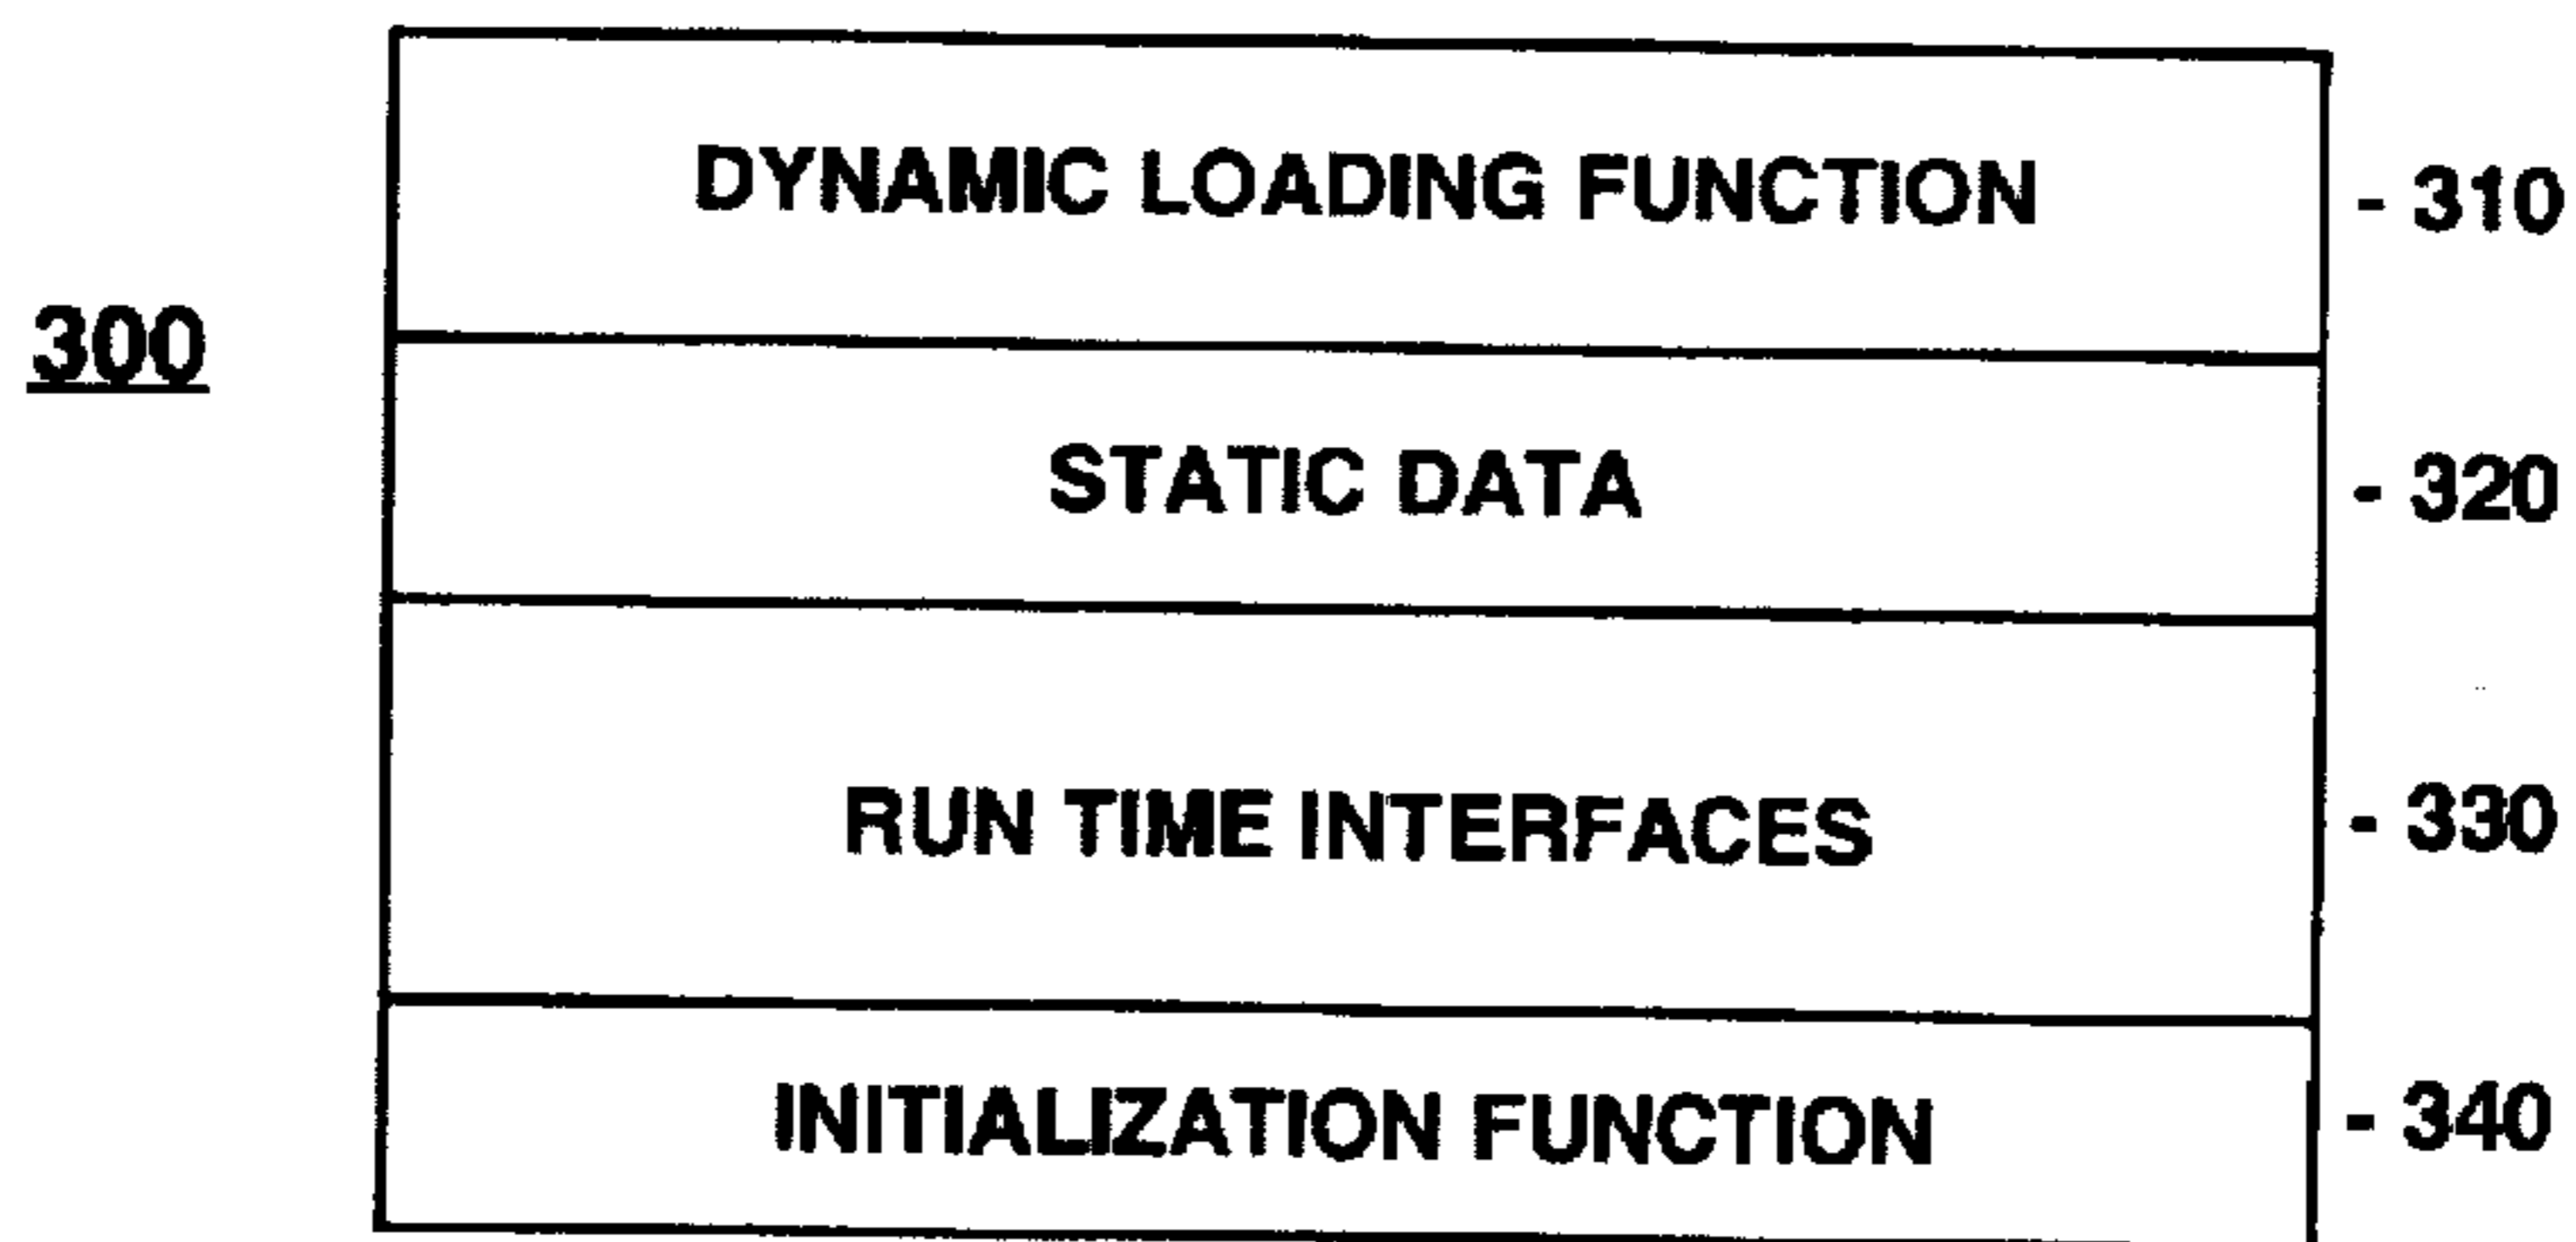 DYNAMIC LOADING FUNCTION - 310
300
STATIC DATA - 320
RUN TIME INTERFACES - 330
INITIALIZATION FUNCTION - 340